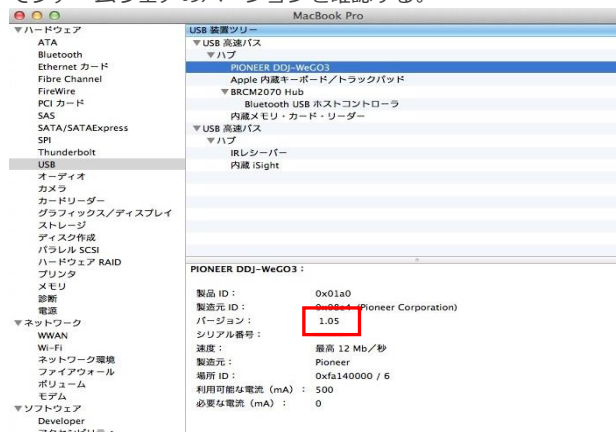 でファームウェアのバージョンを確認する。
MacBook Pro
▼ハードウェア
ATA
Bluetooth
Ethernet カード
Fibre Channel
FireWire
PCI カード
SAS
SATA/SATAExpress
SPI
Thunderbolt
USB
オーディオ
カメラ
カードリーダー
グラフィックス／ディスプレイ
ストレージ
ディスク作成
パラレル SCSI
ハードウェア RAID
プリンタ
メモリ
診断
電源
▼ネットワーク
WWAN
Wi-Fi
ネットワーク環境
ファイアウォール
ボリューム
モデム
▼ソフトウェア
Developer
USB 装置ツリー
▼USB 高速バス
▼ハブ
PIONEER DDJ-WeGO3
Apple 内蔵キーボード／トラックパッド
▼BRCM2070 Hub
Bluetooth USB ホストコントローラ
内蔵メモリ・カード・リーダー
▼USB 高速バス
▼ハブ
IRレシーバー
内蔵 iSight
PIONEER DDJ-WeGO3：
製品 ID： 0x01a0
製造元 ID： (Pioneer Corporation)
バージョン： 1.05
シリアル番号：
速度： 最高 12 Mb／秒
製造元： Pioneer
場所 ID： 0xfa140000 / 6
利用可能な電流（mA）： 500
必要な電流（mA）： 0